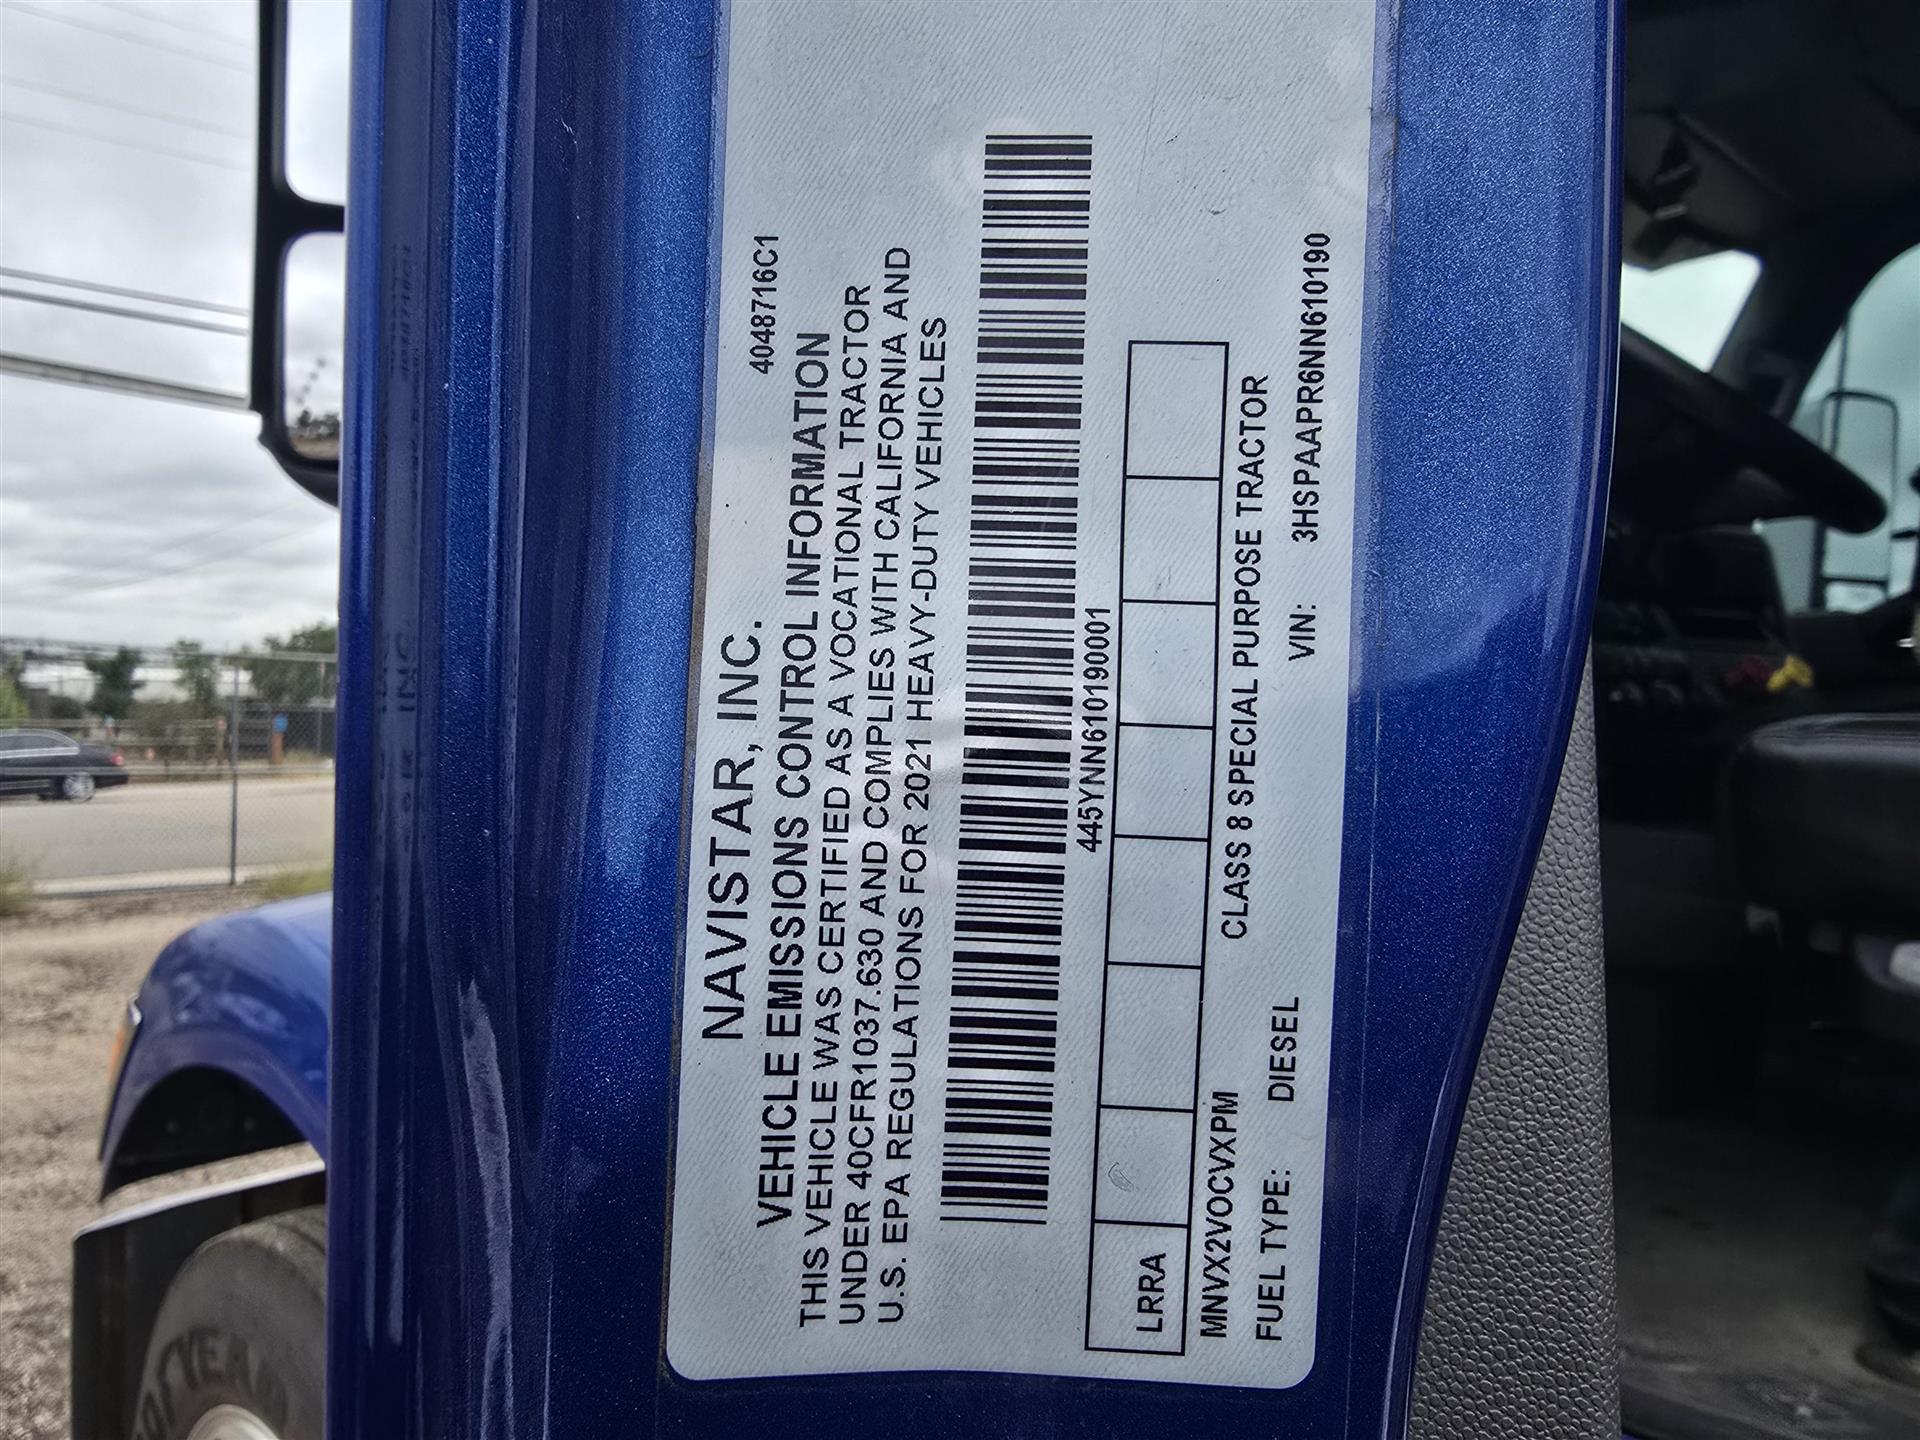 4048716C1
NAVISTAR, INC.
VEHICLE EMISSIONS CONTROL INFORMATION
THIS VEHICLE WAS CERTIFIED AS A VOCATIONAL TRACTOR
UNDER 40CFR1037.630 AND COMPLIES WITH CALIFORNIA AND
U.S. EPA REGULATIONS FOR 2021 HEAVY-DUTY VEHICLES
445YNN610190001
LRRA
MNVX2VOCVXPM CLASS 8 SPECIAL PURPOSE TRACTOR
FUEL TYPE: DIESEL VIN: 3HSPAAPR6NN610190